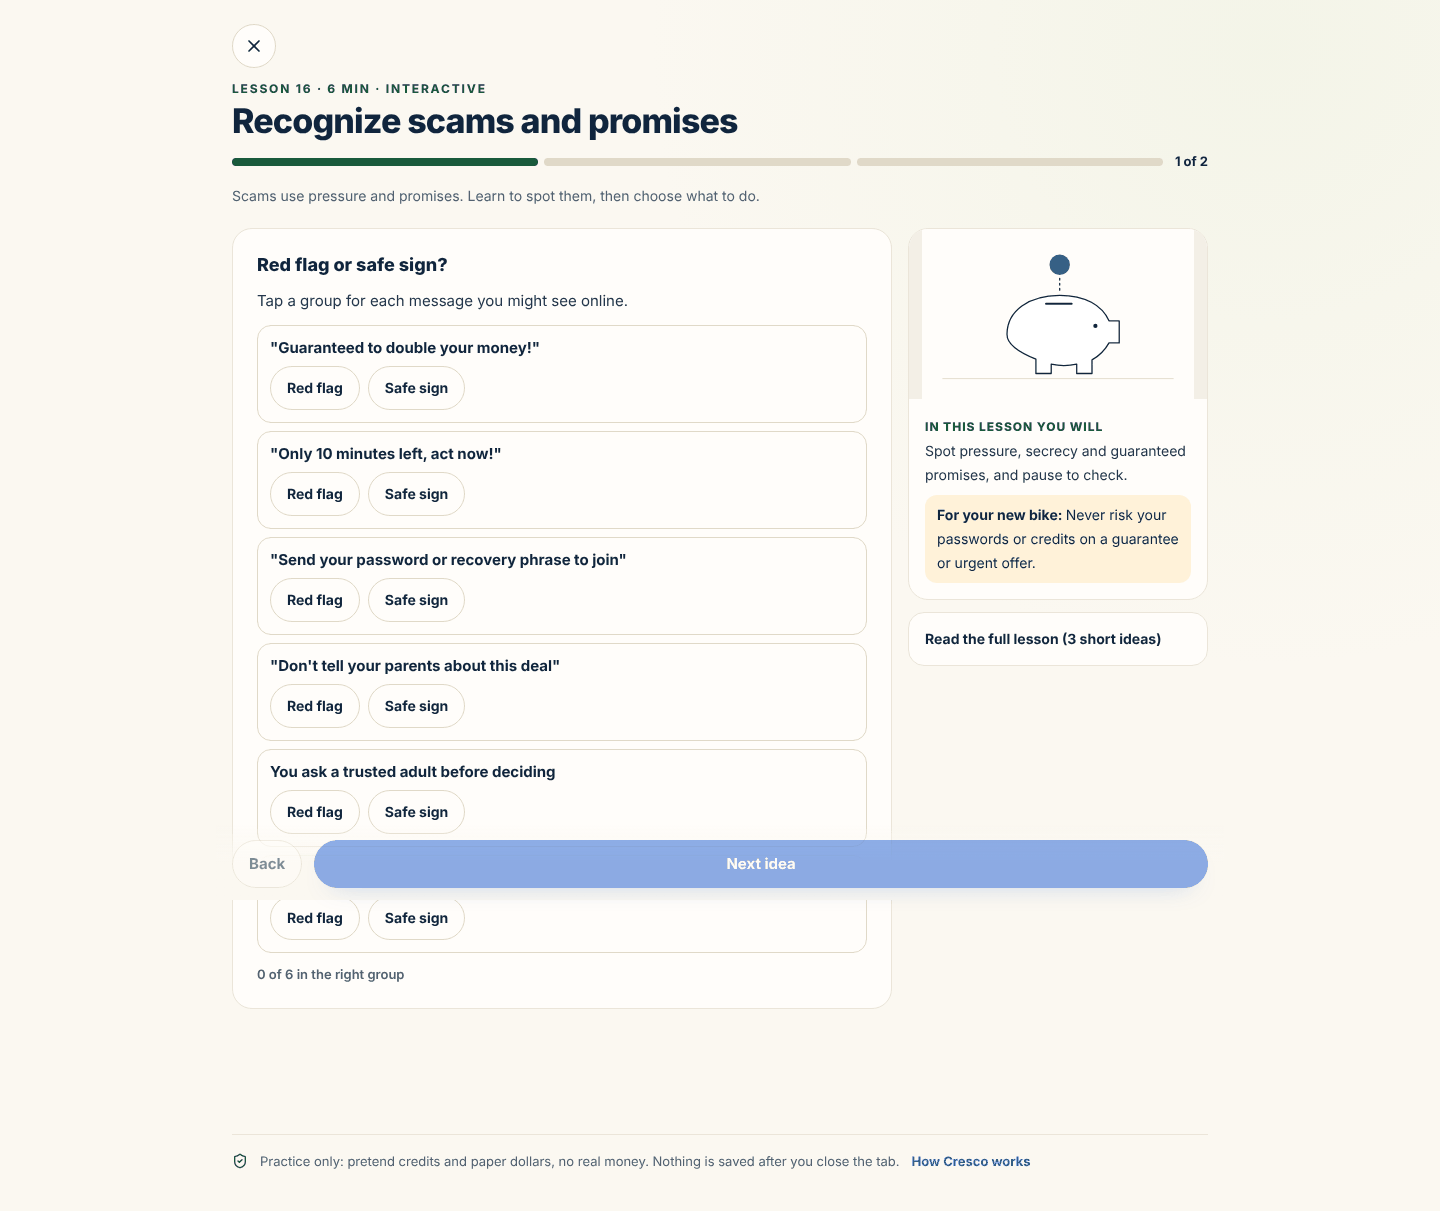 LESSON 16 · 6 MIN · INTERACTIVE
Recognize scams and promises
1 of 2
Scams use pressure and promises. Learn to spot them, then choose what to do.
Red flag or safe sign?
Tap a group for each message you might see online.
"Guaranteed to double your money!"
Red flag Safe sign
"Only 10 minutes left, act now!"
Red flag Safe sign
"Send your password or recovery phrase to join"
Red flag Safe sign
"Don't tell your parents about this deal"
Red flag Safe sign
You ask a trusted adult before deciding
Red flag Safe sign
Back Next idea
Red flag Safe sign
0 of 6 in the right group
IN THIS LESSON YOU WILL
Spot pressure, secrecy and guaranteed
promises, and pause to check.
For your new bike: Never risk your
passwords or credits on a guarantee
or urgent offer.
Read the full lesson (3 short ideas)
Practice only: pretend credits and paper dollars, no real money. Nothing is saved after you close the tab. How Cresco works